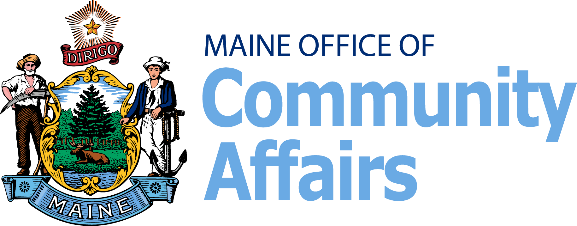 DIRIGO
MAINE
MAINE OFFICE OF
Community
Affairs